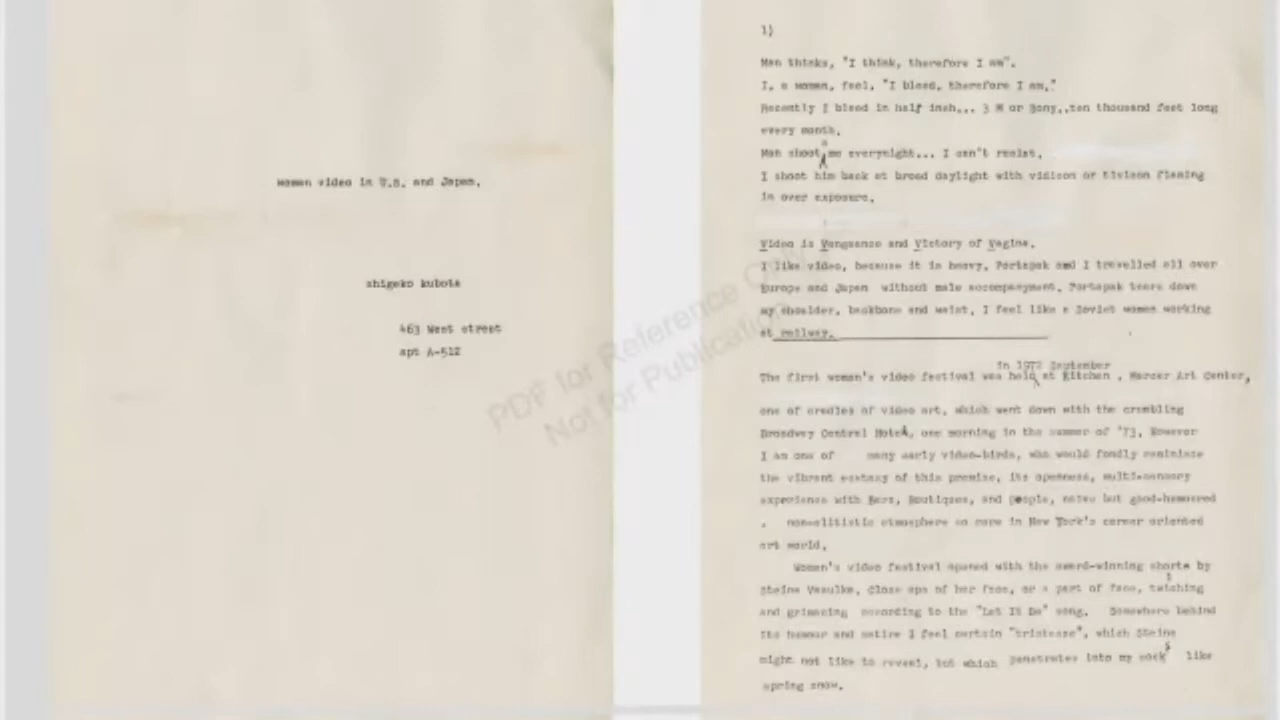 Women video in U.S. and Japan.
shigeko kubota
463 West street
apt A-512
1)
Man thinks, "I think, therefore I am".
I, a woman, feel, "I bleed, therefore I am."
Recently I bleed in half inch... 3 M or Sony..ten thousand feet long
every month.
Man shoot me everynight... I can't resist.
I shoot him back at broad daylight with vidicon or tivicon flaming
in over exposure.
Video is Vengeance and Victory of Vagina.
I like video, because it is heavy. Portapak and I travelled all over
Europe and Japan without male accompanyment. Portapak tears down
my shoulder, backbone and waist. I feel like a Soviet women working
at railway.
in 1972 September
The first woman's video festival was held at Kitchen , Mercer Art Center,
one of cradles of video art, which went down with the crumbling
Broadway Central Hotel, one morning in the summer of '73. However
I am one of many early video-birds, who would fondly reminisce
the vibrant ecstasy of this premise, its openness, multi-sensory
experience with Bars, Boutiques, and people, noisy but good-humoured
, non-elitistic atmosphere so rare in New York's career oriented
art world.
Women's video festival opened with the award-winning shorts by
Steina Vasulka, close ups of her face, or a part of face, twitching
and grimacing according to the "Let It Be" song. Somewhere behind
its humour and satire I feel certain "tristesse", which Steina
might not like to reveal, but which penetrates into my sock like
spring snow.
PDF for Reference Only
Not for Publication